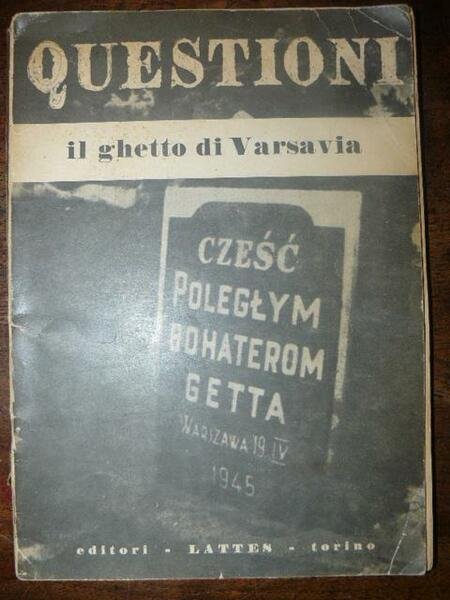 QUESTIONI
il ghetto di Varsavia
CZEŚĆ
POLEGŁYM
BOHATEROM
GETTA
WARSZAWA 19 IV
1945
editori - LATTES - torino